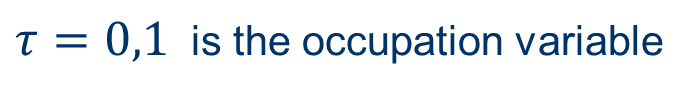 τ = 0,1 is the occupation variable